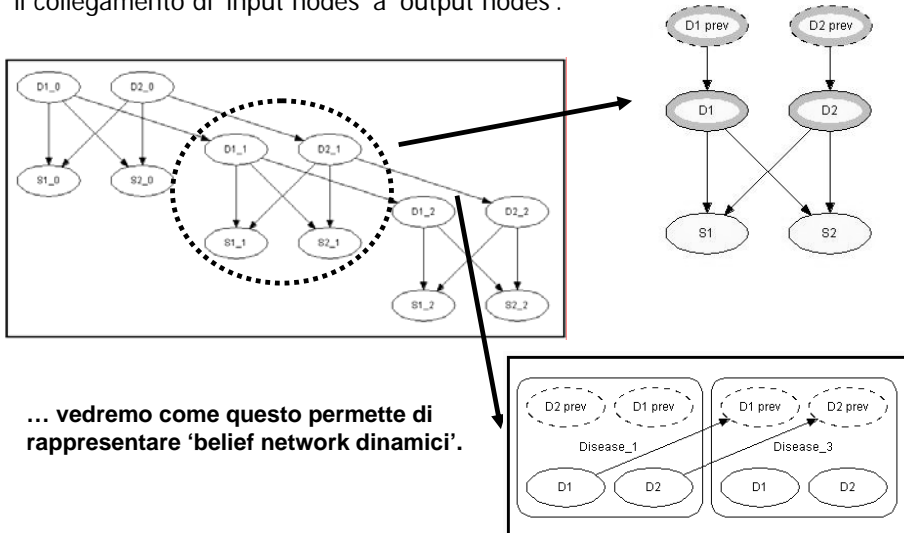 il collegamento di 'input nodes' a 'output nodes'.
D1 prev D2 prev
D1_0 D2_0
D1 D2
D1_1 D2_1
S1_0 S2_0
D1_2 D2_2
S1 S2
S1_1 S2_1
S1_2 S2_2
… vedremo come questo permette di
rappresentare 'belief network dinamici'.
D2 prev D1 prev D1 prev D2 prev
Disease_1 Disease_3
D1 D2 D1 D2